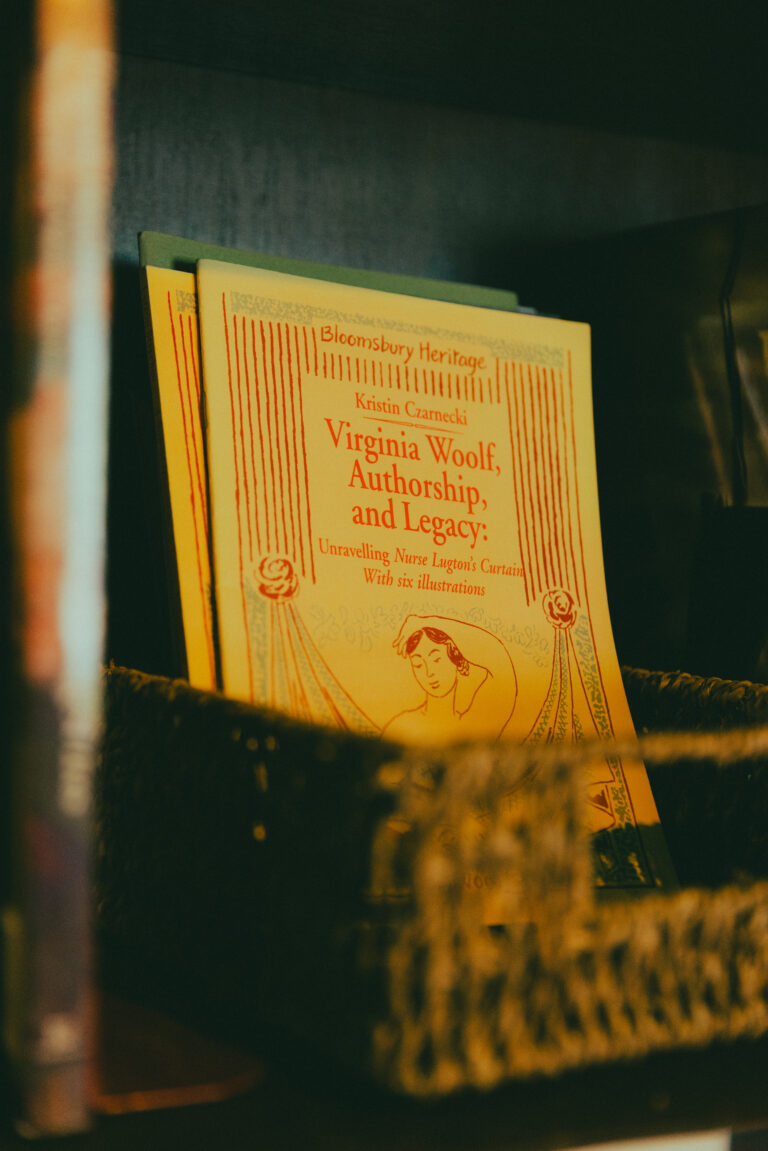 Bloomsbury Heritage
Kristin Czarnecki
Virginia Woolf,
Authorship,
and Legacy:
Unravelling Nurse Lugton's Curtain
With six illustrations